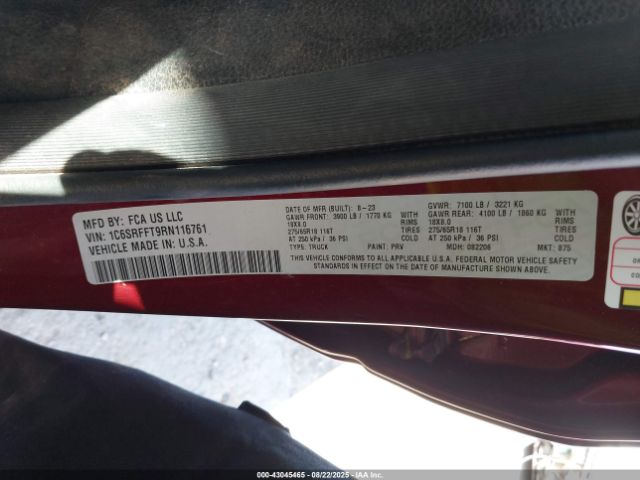 MFD BY: FCA US LLC
VIN: 1C6SRFFT9RN116761
VEHICLE MADE IN: U.S.A.
DATE OF MFR (BUILT): 8-23
GVWR: 7100 LB / 3221 KG
GAWR FRONT: 3900 LB / 1770 KG WITH
GAWR REAR: 4100 LB / 1860 KG WITH
18X8.0 RIMS
18X8.0 RIMS
275/65R18 116T TIRES
275/65R18 116T TIRES
AT 250 kPa / 36 PSI COLD
AT 250 kPa / 36 PSI COLD
TYPE: TRUCK PAINT: PRV MDH: 082208 MKT: 875
THIS VEHICLE CONFORMS TO ALL APPLICABLE U.S.A. FEDERAL MOTOR VEHICLE SAFETY
STANDARDS IN EFFECT ON THE DATE OF MANUFACTURE SHOWN ABOVE.
000-43045465 - 08/22/2025 - IAAI.COM